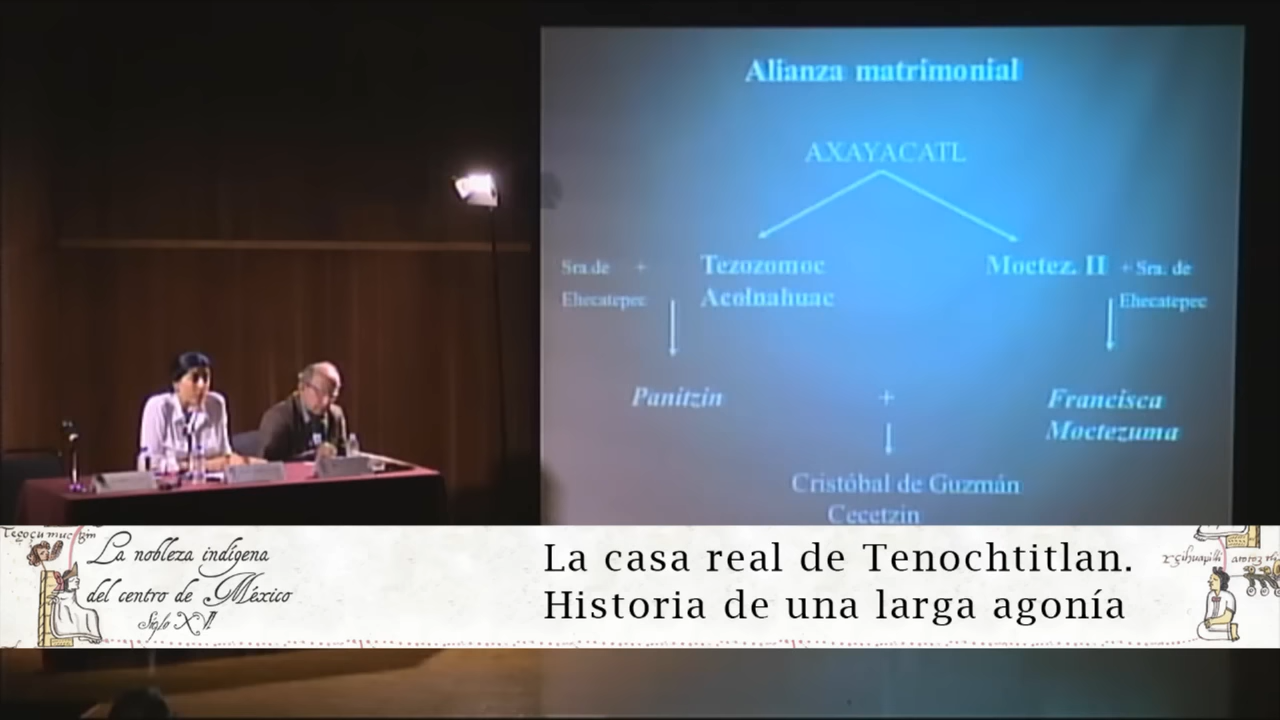 Alianza matrimonial
AXAYACATL
Sra.de +
Ehecatepec
Tezozomoc
Acolnahuac
Moctez. II + Sra. de
Ehecatepec
Panitzin
+
Francisca
Moctezuma
Cristóbal de Guzmán
Cecetzin
La nobleza indígena
del centro de México
Siglo XVI
La casa real de Tenochtitlan.
Historia de una larga agonía